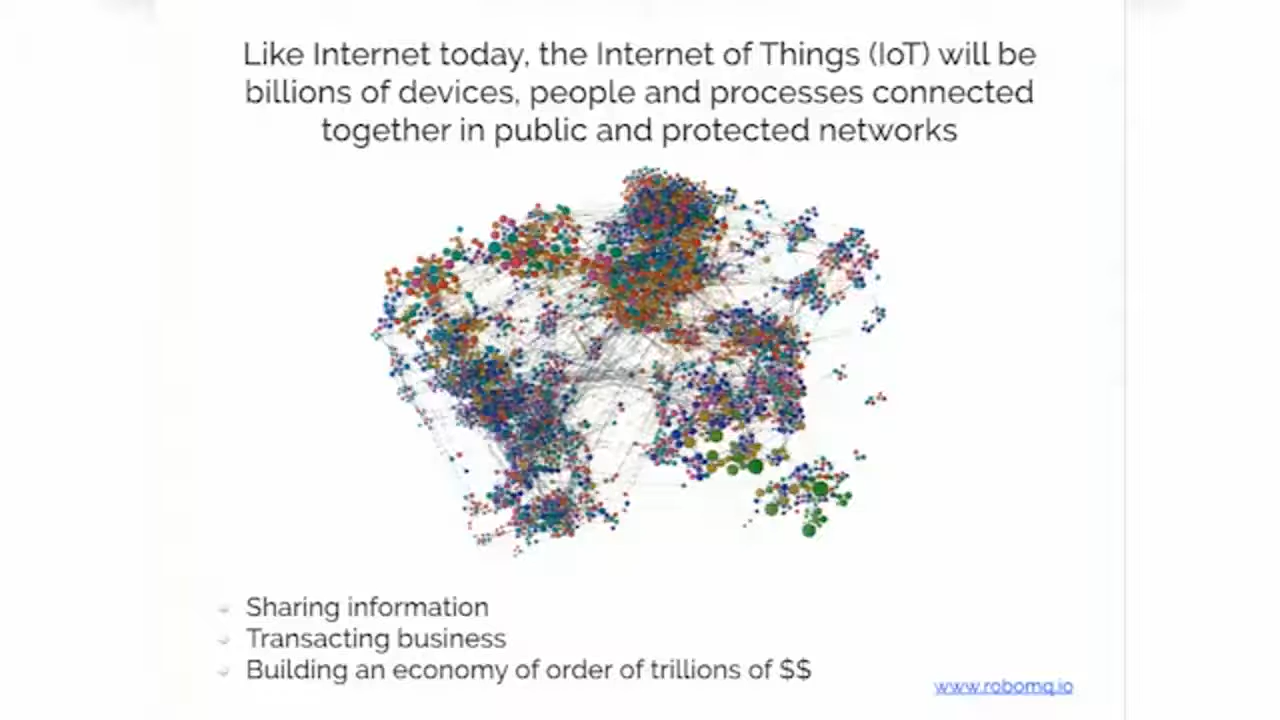 Like Internet today, the Internet of Things (IoT) will be
billions of devices, people and processes connected
together in public and protected networks
Sharing information
Transacting business
Building an economy of order of trillions of $$
www.robomq.io